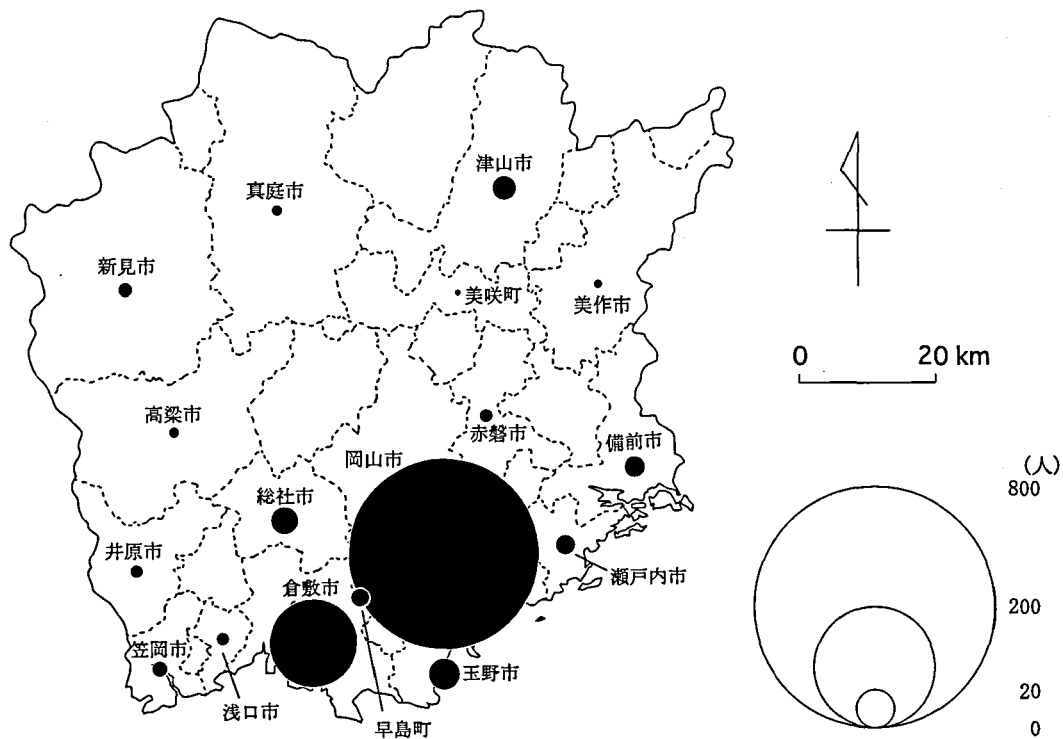 津山市
真庭市
新見市
美咲町
美作市
0 20 km
高梁市
赤磐市
備前市
岡山市
総社市
井原市
瀬戸内市
倉敷市
笠岡市
玉野市
浅口市
早島町
(人)
800
200
20
0